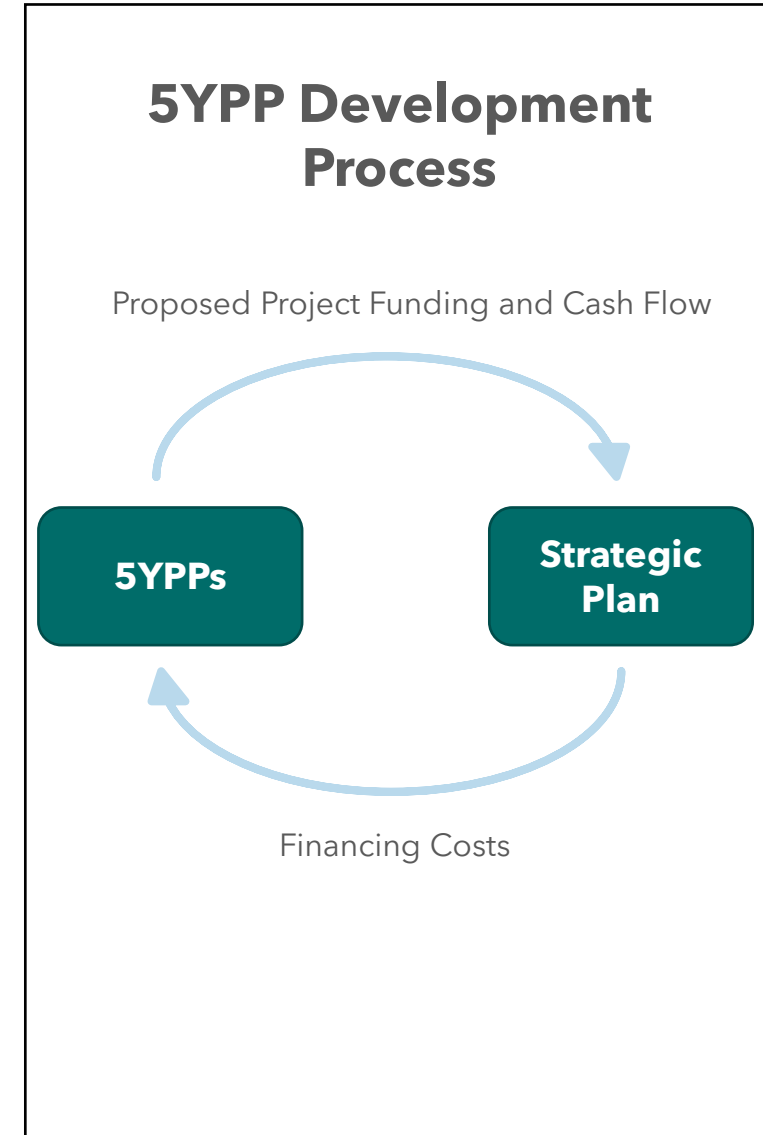 5YPP Development
Process
Proposed Project Funding and Cash Flow
5YPPs
Strategic
Plan
Financing Costs